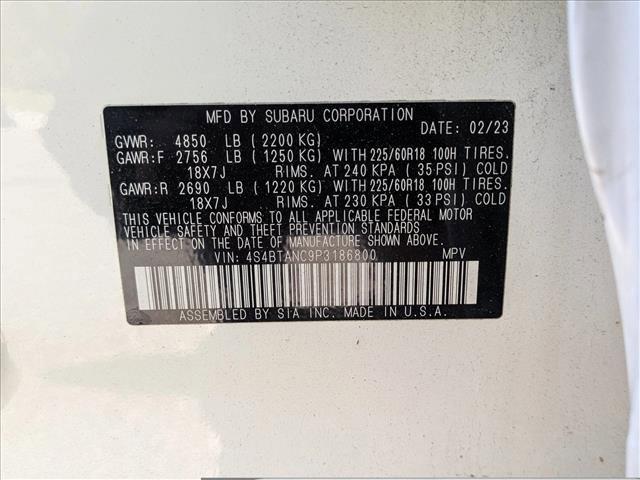 MFD BY SUBARU CORPORATION
DATE: 02/23
GVWR: 4850 LB (2200 KG)
GAWR:F 2756 LB (1250 KG) WITH 225/60R18 100H TIRES.
18X7J RIMS. AT 240 KPA ( 35 PSI) COLD
GAWR:R 2690 LB (1220 KG) WITH 225/60R18 100H TIRES.
18X7J RIMS. AT 230 KPA ( 33 PSI) COLD
THIS VEHICLE CONFORMS TO ALL APPLICABLE FEDERAL MOTOR
VEHICLE SAFETY AND THEFT PREVENTION STANDARDS IN
EFFECT ON THE DATE OF MANUFACTURE SHOWN ABOVE.
VIN: 4S4BTANC9P3186800 MPV
ASSEMBLED BY SIA INC. MADE IN U.S.A.